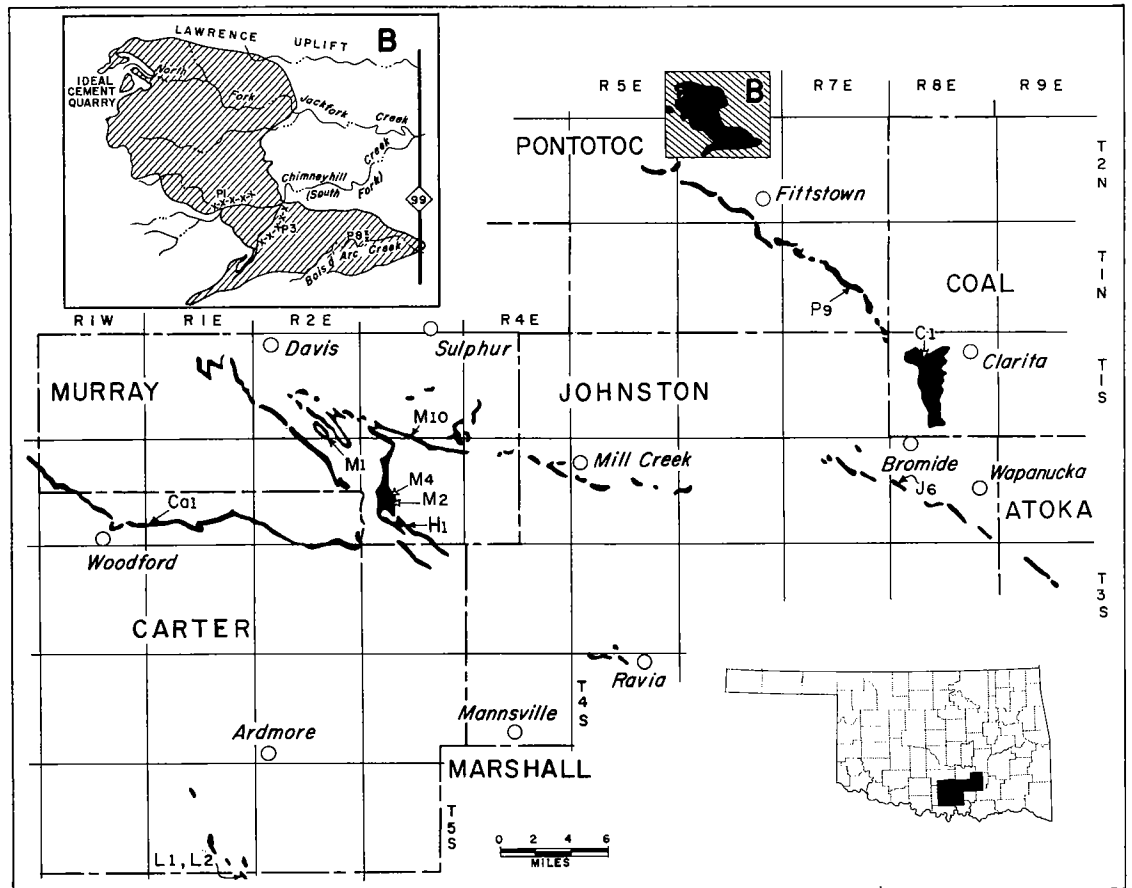 B
LAWRENCE UPLIFT
IDEAL
CEMENT
QUARRY
North Fork Jackfork Creek
Chimneyhill Creek
(South Fork)
P1
x-x-x-x-x
P3
P8
Bois d' Arc Creek
99
R5E
B
R7E
R8E
R9E
PONTOTOC
T2N
Fittstown
T1N
COAL
P9
C1
Clarita
R1W
R1E
R2E
R4E
Davis
Sulphur
MURRAY
JOHNSTON
T1S
M10
M1
Mill Creek
Bromide
Wapanucka
M4
M2
J6
ATOKA
Ca1
H1
Woodford
T3S
CARTER
Ravia
T4S
Mannsville
Ardmore
MARSHALL
T5S
0 2 4 6
MILES
L1, L2